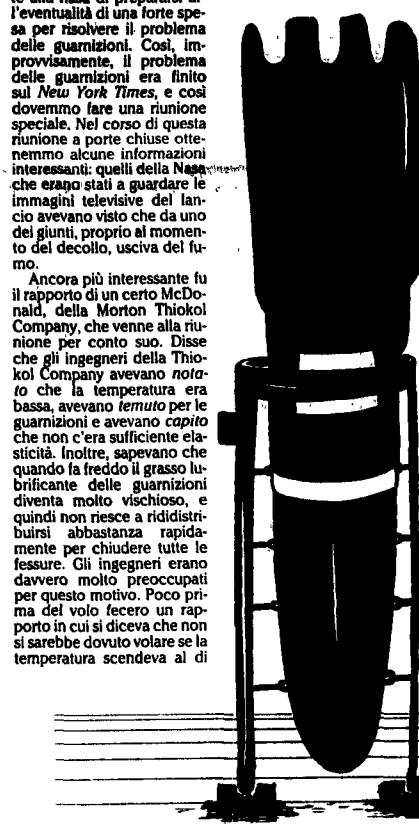 l'eventualità di una forte spe-
sa per risolvere il problema
delle guarnizioni. Così, im-
provvisamente, il problema
delle guarnizioni era finito
sul New York Times, e così
dovemmo fare una riunione
speciale. Nel corso di questa
riunione a porte chiuse otte-
nemmo alcune informazioni
interessanti: quelli della Nasa
che erano stati a guardare le
immagini televisive del lan-
cio avevano visto che da uno
dei giunti, proprio al momen-
to del decollo, usciva del fu-
mo.
Ancora più interessante fu
il rapporto di un certo McDo-
nald, della Morton Thiokol
Company, che venne alla riu-
nione per conto suo. Disse
che gli ingegneri della Thio-
kol Company avevano nota-
to che la temperatura era
bassa, avevano temuto per le
guarnizioni e avevano capito
che non c'era sufficiente ela-
sticità. Inoltre, sapevano che
quando fa freddo il grasso lu-
brificante delle guarnizioni
diventa molto vischioso, e
quindi non riesce a rididistri-
buirsi abbastanza rapida-
mente per chiudere tutte le
fessure. Gli ingegneri erano
davvero molto preoccupati
per questo motivo. Poco pri-
ma del volo fecero un rap-
porto in cui si diceva che non
si sarebbe dovuto volare se la
temperatura scendeva al di